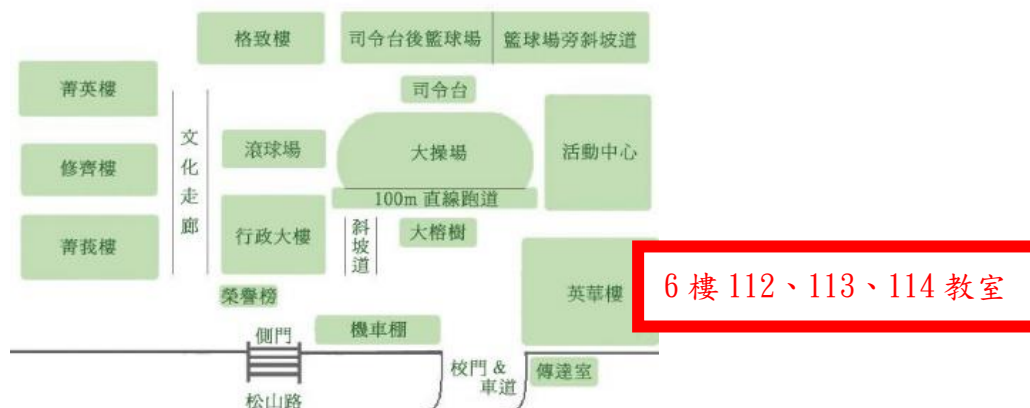 格致樓
司令台後籃球場
籃球場旁斜坡道
菁英樓
司令台
文化走廊
滾球場
大操場
活動中心
修齊樓
100m 直線跑道
菁莪樓
行政大樓
斜坡道
大榕樹
英華樓
6 樓 112、113、114 教室
榮譽榜
側門
機車棚
校門 &
車道
傳達室
松山路